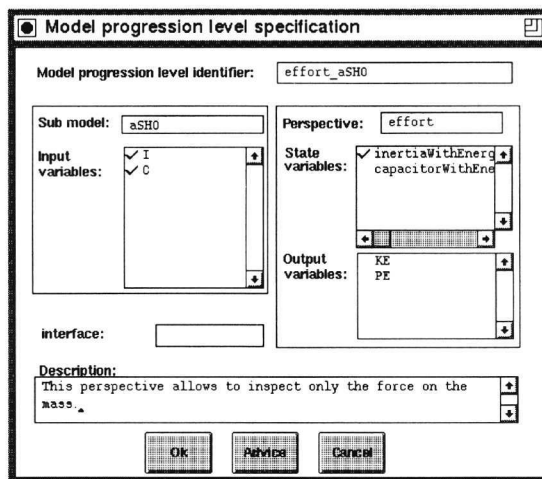 Model progression level specification
Model progression level identifier: effort_aSHO
Sub model: aSHO
Input variables: ✓ I
✓ C
Perspective: effort
State variables: ✓ inertiaWithEnerg
capacitorWithEne
Output variables: KE
PE
interface:
Description:
This perspective allows to inspect only the force on the
mass.
Ok Advice Cancel